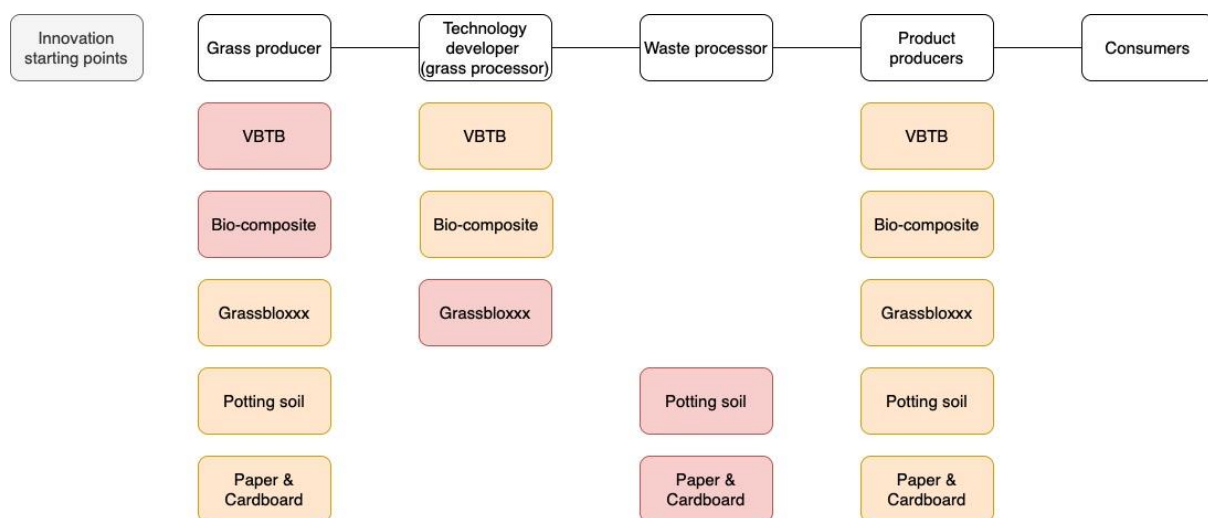 Innovation
starting points
Grass producer
Technology
developer
(grass processor)
Waste processor
Product
producers
Consumers
VBTB
VBTB
VBTB
Bio-composite
Bio-composite
Bio-composite
Grassbloxxx
Grassbloxxx
Grassbloxxx
Potting soil
Potting soil
Potting soil
Paper &
Cardboard
Paper &
Cardboard
Paper &
Cardboard